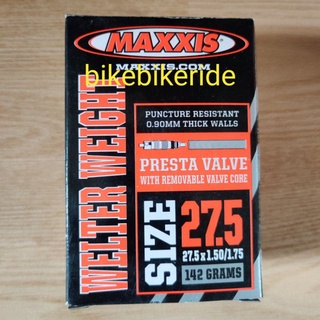 MAXXIS
MAXXIS.COM
bikebikeride
WELTER WEIGHT
PUNCTURE RESISTANT
0.90MM THICK WALLS
PRESTA VALVE
WITH REMOVABLE VALVE CORE
SIZE
27.5
27.5 x 1.50/1.75
142 GRAMS